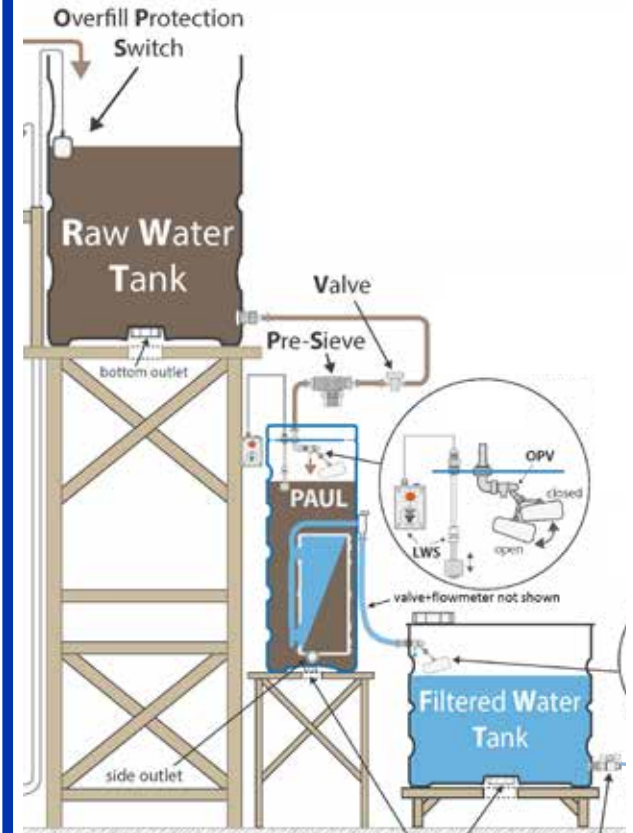 Overfill Protection
Switch
Raw Water
Tank
Valve
Pre-Sieve
bottom outlet
OPV
PAUL
closed
LWS
open
valve+flowmeter not shown
Filtered Water
Tank
side outlet